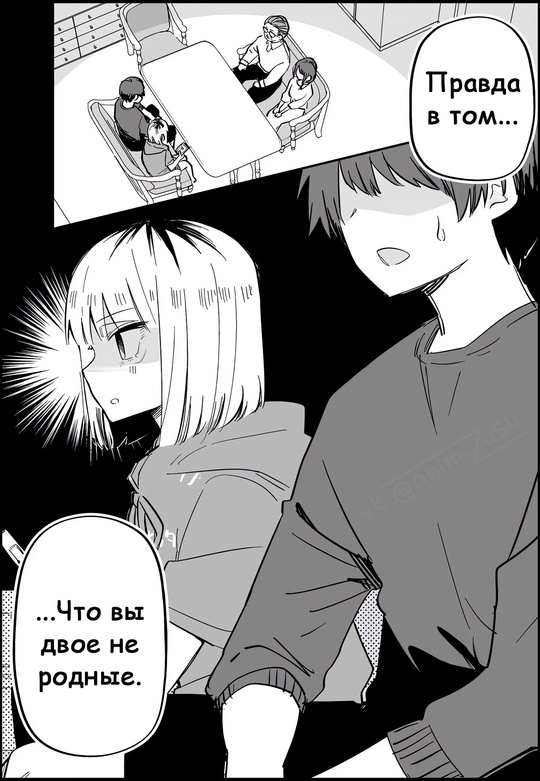 Правда
в том...
...Что вы
двое не
родные.